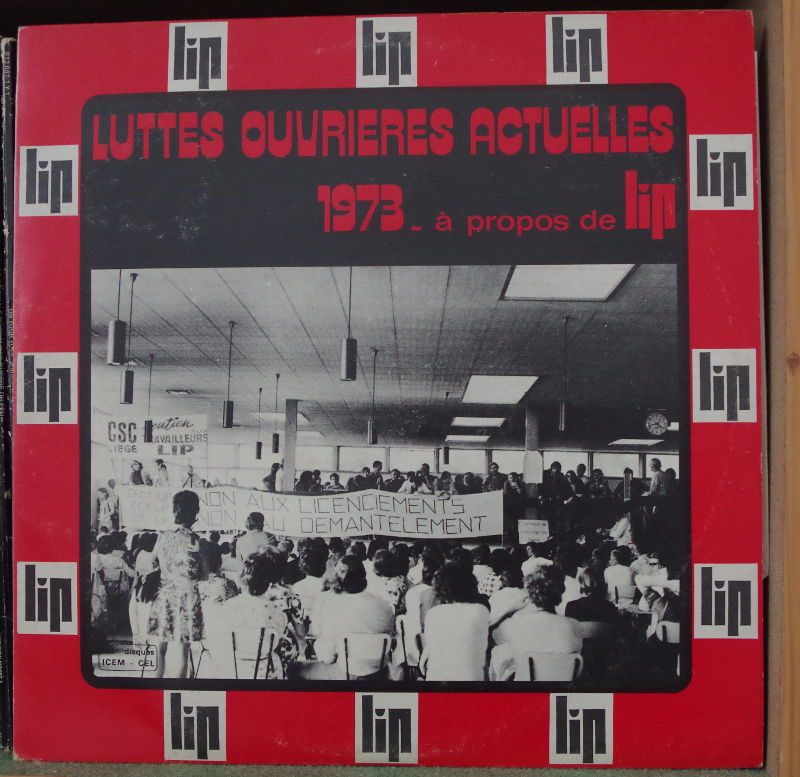 lip lip lip
LUTTES OUVRIERES ACTUELLES
lip lip
1973_ à propos de lip
lip lip
CSC Soutien
LIEGE TRAVAILLEURS
LIP
NON AUX LICENCIEMENTS
NON AU DEMANTELEMENT
lip lip
disques
ICEM - CEL
lip lip lip